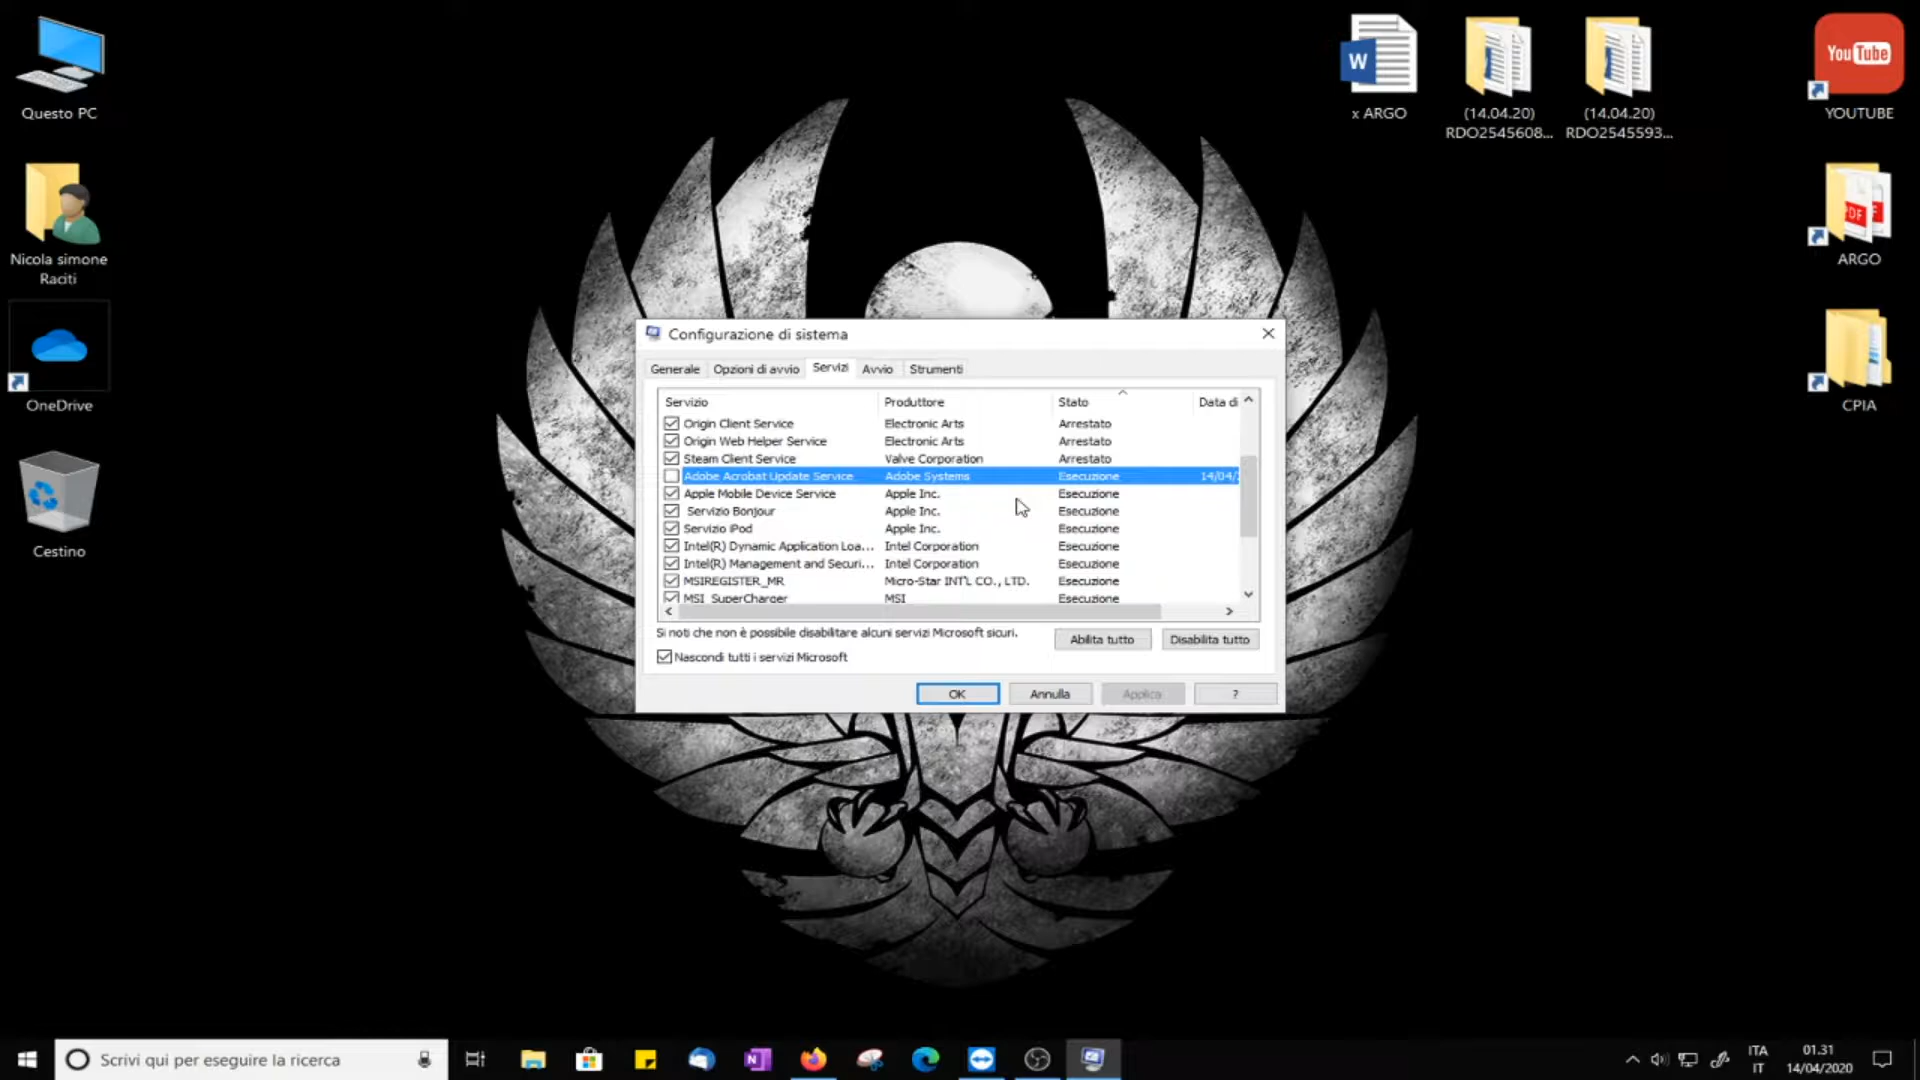 Questo PC
Nicola simone
Raciti
OneDrive
Cestino
W
x ARGO
(14.04.20)
RDO2545608...
(14.04.20)
RDO2545593...
YouTube
YOUTUBE
PDF
ARGO
CPIA
Configurazione di sistema
Generale Opzioni di avvio Servizi Avvio Strumenti
Servizio Produttore Stato Data di
Origin Client Service Electronic Arts Arrestato
Origin Web Helper Service Electronic Arts Arrestato
Steam Client Service Valve Corporation Arrestato
Adobe Acrobat Update Service Adobe Systems Esecuzione 14/04/
Apple Mobile Device Service Apple Inc. Esecuzione
Servizio Bonjour Apple Inc. Esecuzione
Servizio iPod Apple Inc. Esecuzione
Intel(R) Dynamic Application Loa... Intel Corporation Esecuzione
Intel(R) Management and Securi... Intel Corporation Esecuzione
MSIREGISTER_MR Micro-Star INT'L CO., LTD. Esecuzione
MSI_SuperCharger MSI Esecuzione
Si noti che non è possibile disabilitare alcuni servizi Microsoft sicuri.
Abilita tutto Disabilita tutto
Nascondi tutti i servizi Microsoft
OK Annulla Applica ?
Scrivi qui per eseguire la ricerca
N
ITA
IT
01.31
14/04/2020